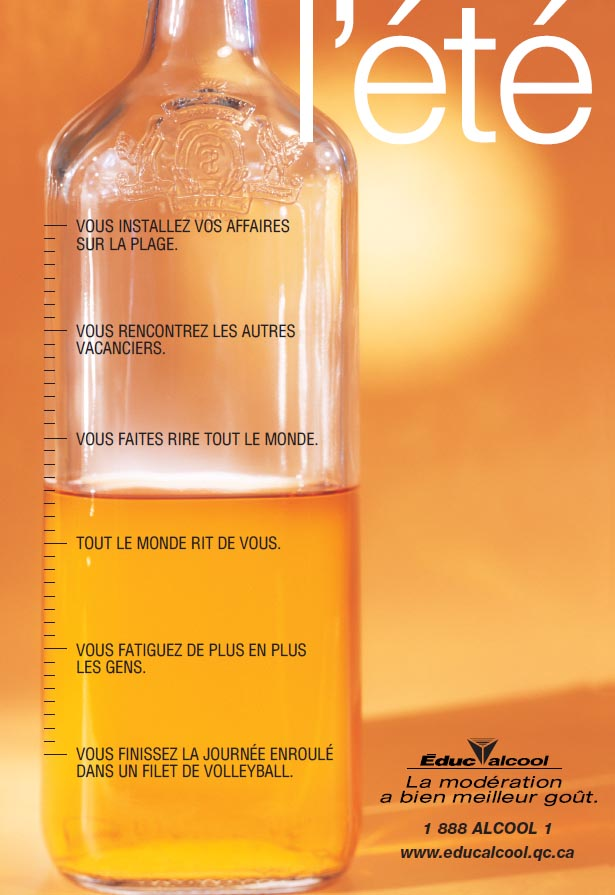 l'été
VOUS INSTALLEZ VOS AFFAIRES
SUR LA PLAGE.
VOUS RENCONTREZ LES AUTRES
VACANCIERS.
VOUS FAITES RIRE TOUT LE MONDE.
TOUT LE MONDE RIT DE VOUS.
VOUS FATIGUEZ DE PLUS EN PLUS
LES GENS.
VOUS FINISSEZ LA JOURNÉE ENROULÉ
DANS UN FILET DE VOLLEYBALL.
Éduc alcool
La modération
a bien meilleur goût.
1 888 ALCOOL 1
www.educalcool.qc.ca